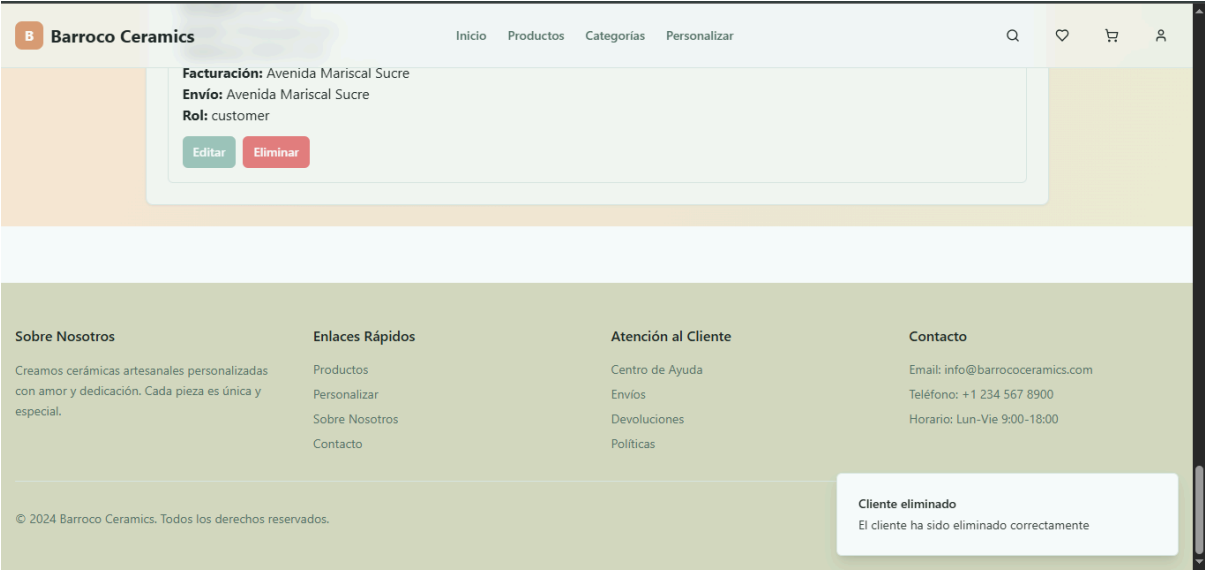 B Barroco Ceramics
Inicio Productos Categorías Personalizar
Facturación: Avenida Mariscal Sucre
Envío: Avenida Mariscal Sucre
Rol: customer
Editar Eliminar
Sobre Nosotros
Creamos cerámicas artesanales personalizadas
con amor y dedicación. Cada pieza es única y
especial.
Enlaces Rápidos
Productos
Personalizar
Sobre Nosotros
Contacto
Atención al Cliente
Centro de Ayuda
Envíos
Devoluciones
Políticas
Contacto
Email: info@barrococeramics.com
Teléfono: +1 234 567 8900
Horario: Lun-Vie 9:00-18:00
© 2024 Barroco Ceramics. Todos los derechos reservados.
Cliente eliminado
El cliente ha sido eliminado correctamente